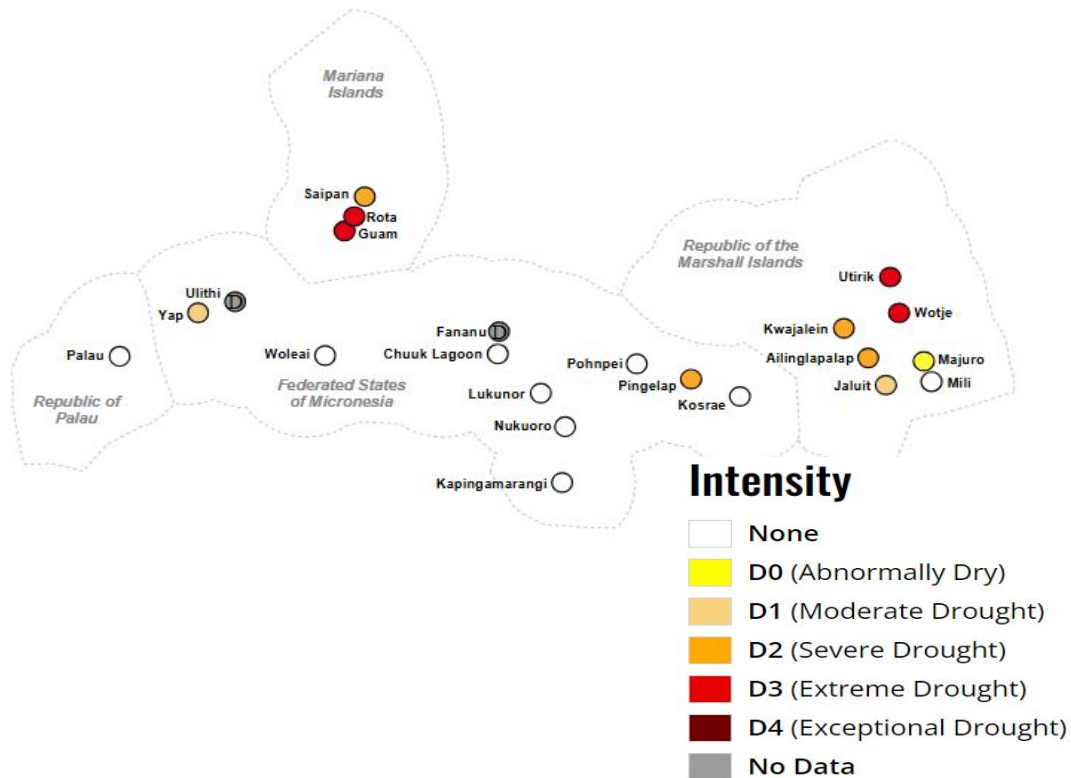 Mariana
Islands
Saipan
Rota
Guam
Republic of the
Marshall Islands
Utirik
Wotje
Kwajalein
Ailinglapalap
Majuro
Jaluit
Mili
Ulithi
D
Yap
Fananu
D
Chuuk Lagoon
Woleai
Palau
Republic of
Palau
Federated States
of Micronesia
Lukunor
Nukuoro
Kapingamarangi
Pohnpei
Pingelap
Kosrae
Intensity
None
D0 (Abnormally Dry)
D1 (Moderate Drought)
D2 (Severe Drought)
D3 (Extreme Drought)
D4 (Exceptional Drought)
No Data